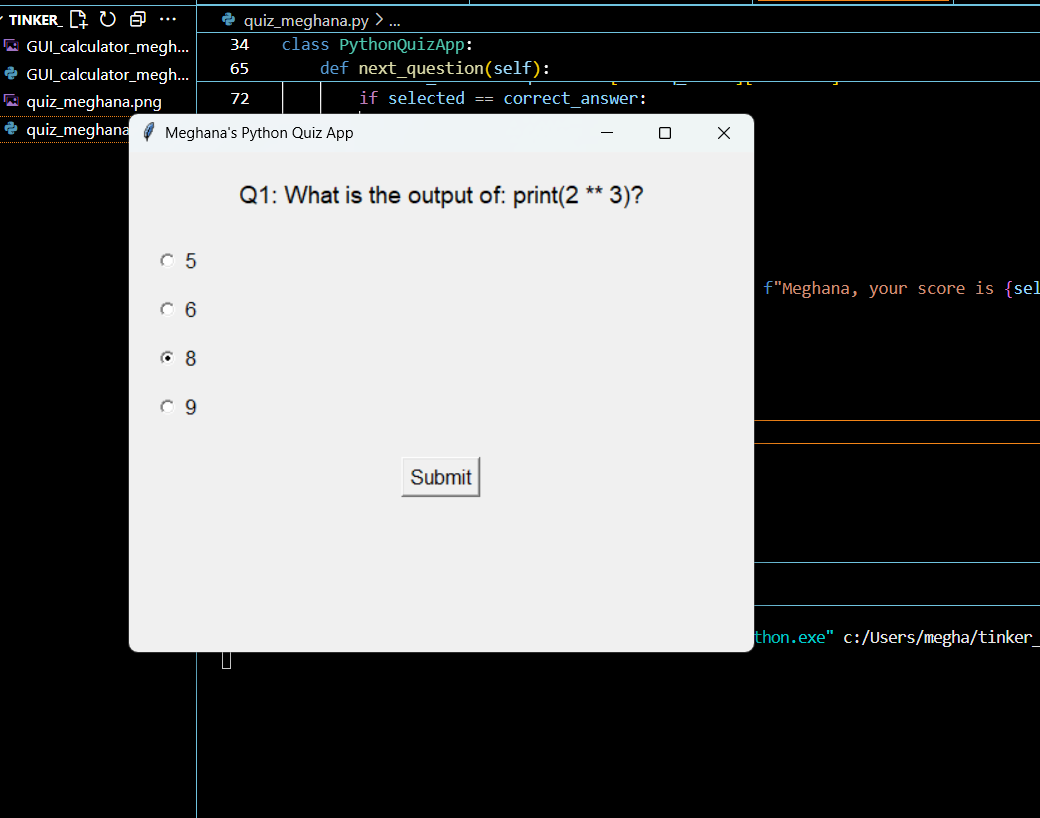 TINKER_ ...
GUI_calculator_megh...
GUI_calculator_megh...
quiz_meghana.png
quiz_meghana
quiz_meghana.py > ...
34 class PythonQuizApp:
65 def next_question(self):
72 if selected == correct_answer:
Meghana's Python Quiz App
Q1: What is the output of: print(2 ** 3)?
5
6
8
9
Submit
f"Meghana, your score is {sel
thon.exe" c:/Users/megha/tinker_